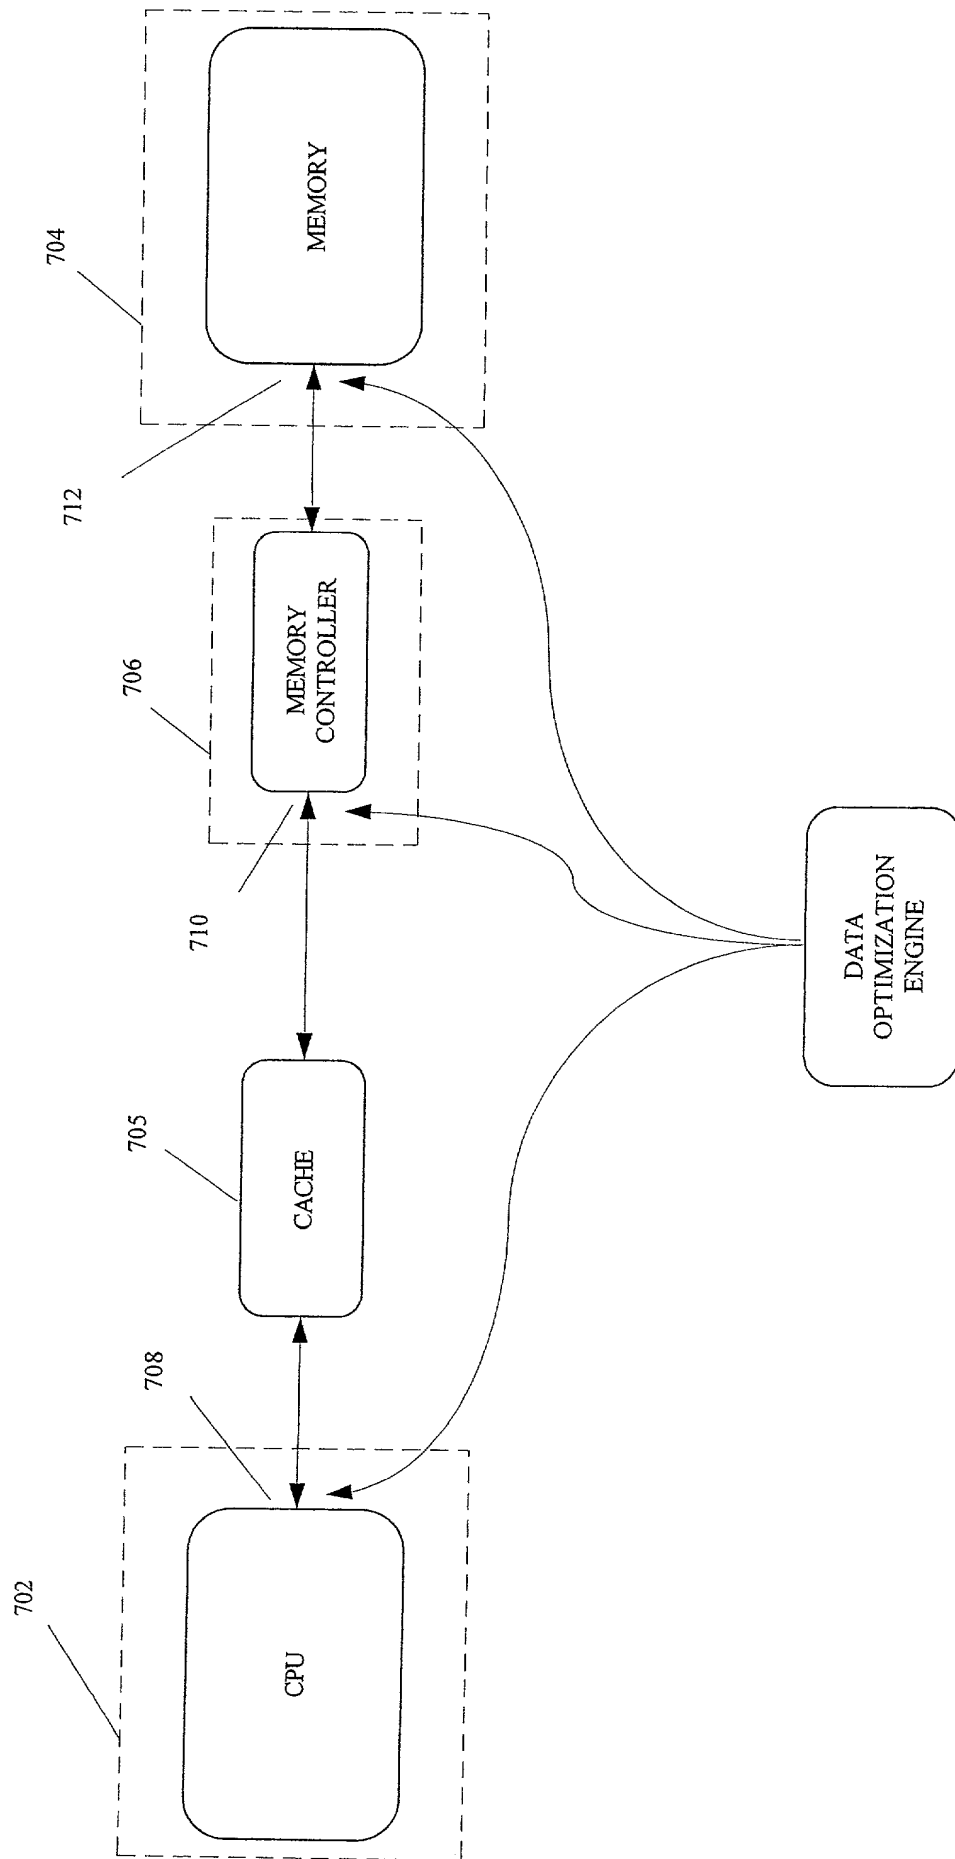 702
CPU
708
705
CACHE
710
706
MEMORY
CONTROLLER
712
704
MEMORY
DATA
OPTIMIZATION
ENGINE